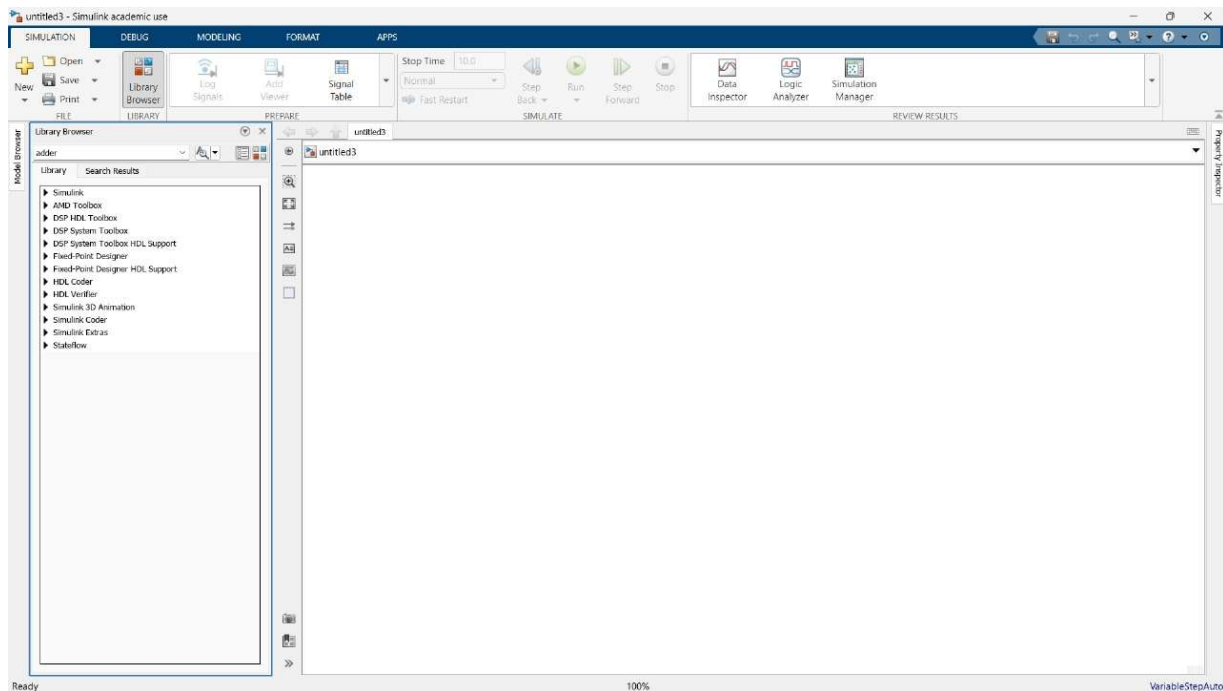 untitled3 - Simulink academic use
SIMULATION DEBUG MODELING FORMAT APPS
New
Open
Save
Print
FILE
Library Browser
LIBRARY
Log Signals
Add Viewer
Signal Table
PREPARE
Stop Time 10.0
Normal
Fast Restart
Step Back
Run
Step Forward
Stop
SIMULATE
Data Inspector
Logic Analyzer
Simulation Manager
REVIEW RESULTS
Model Browser
Library Browser
adder
Library Search Results
Simulink
AMD Toolbox
DSP HDL Toolbox
DSP System Toolbox
DSP System Toolbox HDL Support
Fixed-Point Designer
Fixed-Point Designer HDL Support
HDL Coder
HDL Verifier
Simulink 3D Animation
Simulink Coder
Simulink Extras
Stateflow
untitled3
untitled3
Property Inspector
Ready 100% VariableStepAuto